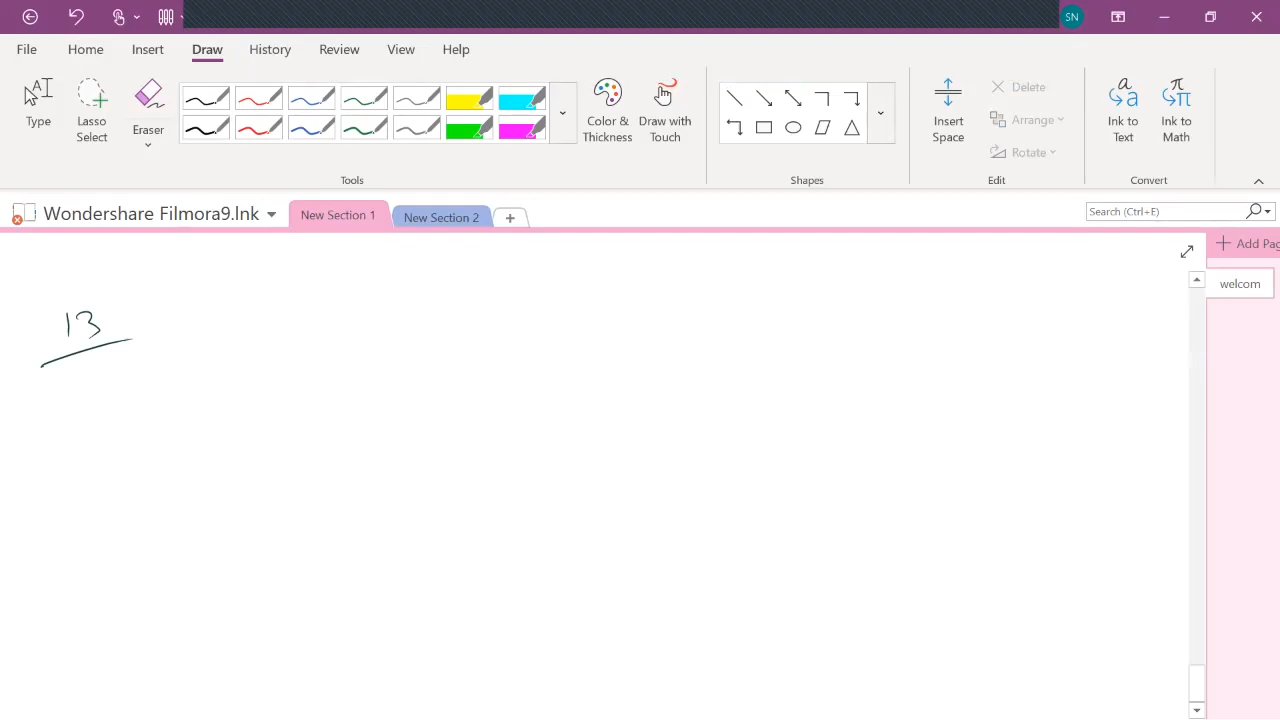 SN
File Home Insert Draw History Review View Help
Type
Lasso Select
Eraser
Color & Thickness
Draw with Touch
Insert Space
Delete
Arrange
Rotate
Ink to Text
Ink to Math
Tools Shapes Edit Convert
Wondershare Filmora9.lnk New Section 1 New Section 2 + Search (Ctrl+E)
Add Pag
welcom
13